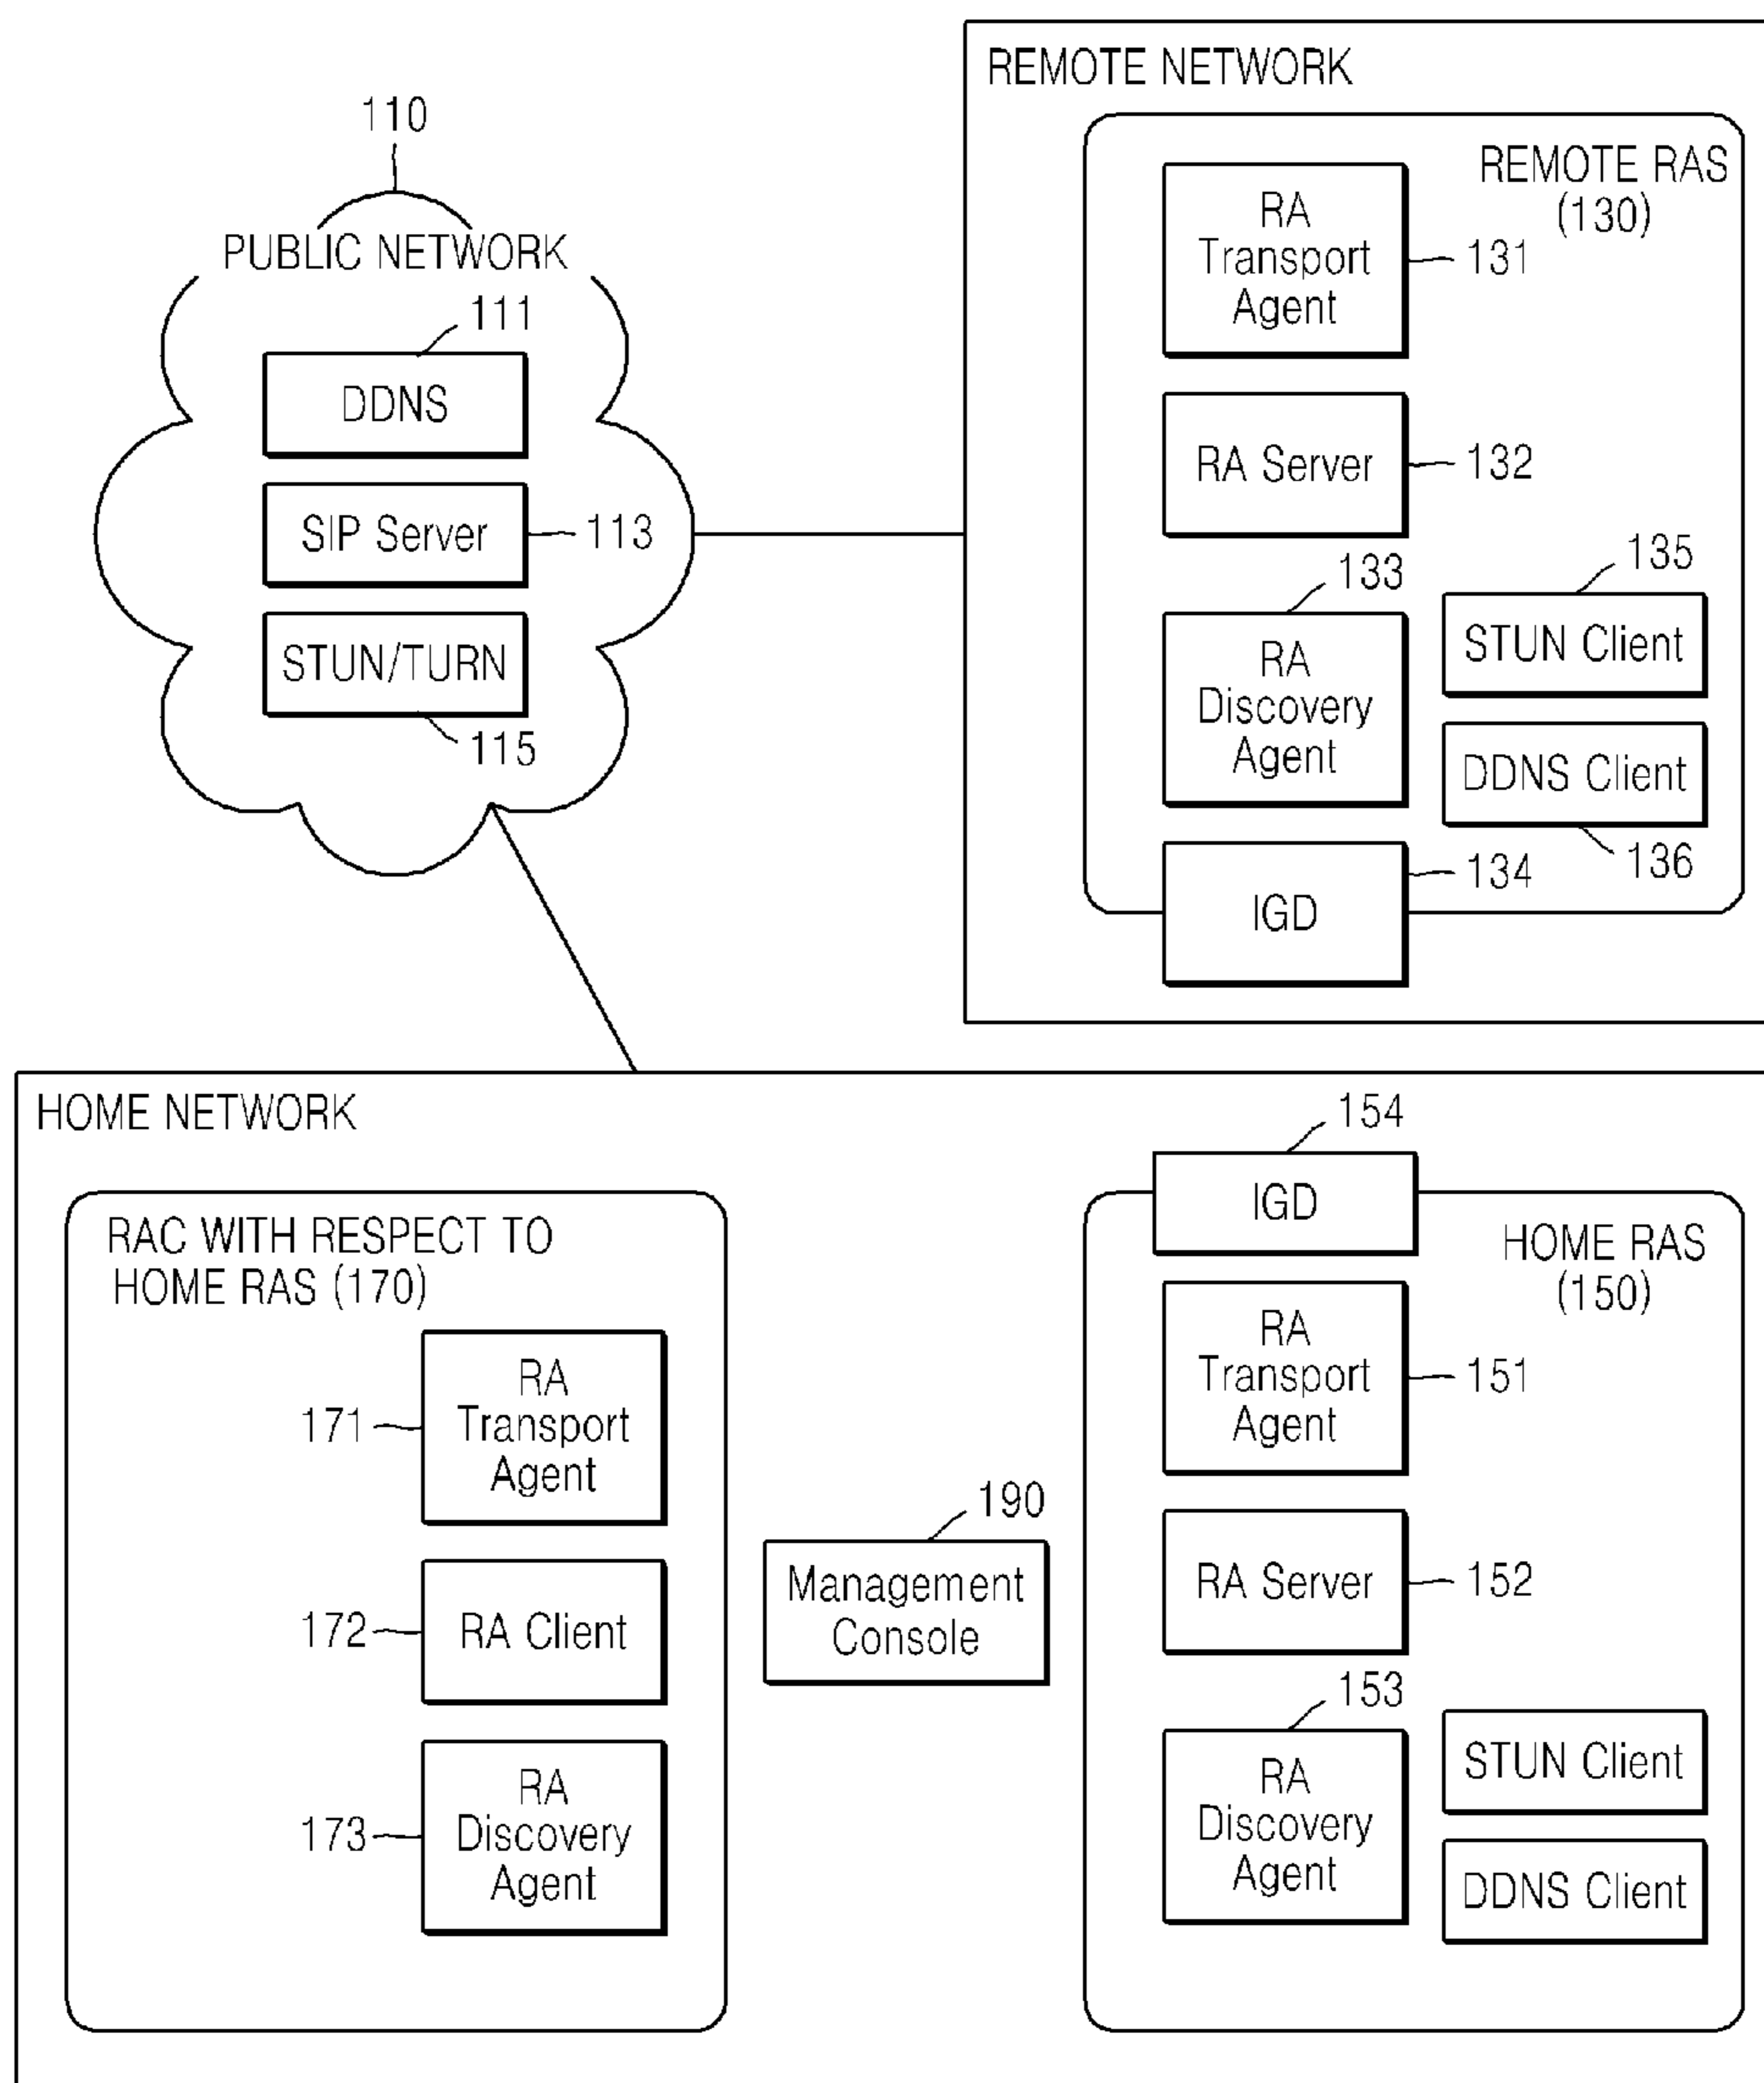 110
PUBLIC NETWORK
111
DDNS
SIP Server
113
STUN/TURN
115
REMOTE NETWORK
REMOTE RAS
(130)
RA
Transport
Agent
131
RA Server
132
133
RA
Discovery
Agent
135
STUN Client
DDNS Client
136
134
IGD
HOME NETWORK
RAC WITH RESPECT TO
HOME RAS (170)
RA
Transport
Agent
171
RA Client
172
RA
Discovery
Agent
173
190
Management
Console
154
IGD
HOME RAS
(150)
RA
Transport
Agent
151
RA Server
152
153
RA
Discovery
Agent
STUN Client
DDNS Client